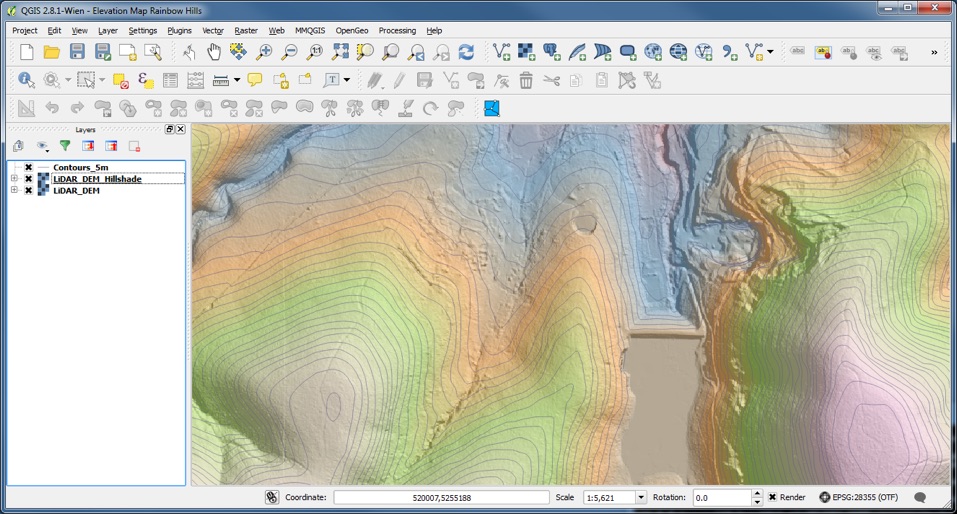 QGIS 2.8.1-Wien - Elevation Map Rainbow Hills
Project Edit View Layer Settings Plugins Vector Raster Web MMQGIS OpenGeo Processing Help
Layers
Contours_5m
LiDAR_DEM_Hillshade
LiDAR_DEM
Coordinate: 520007,5255188 Scale 1:5,621 Rotation: 0.0 Render EPSG:28355 (OTF)